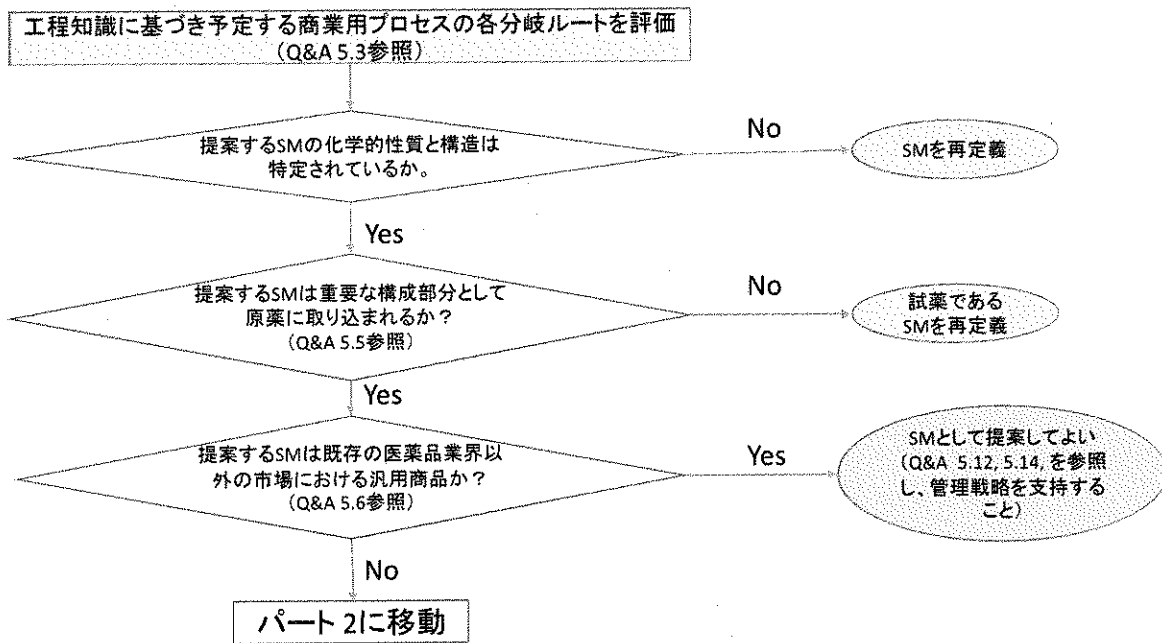 工程知識に基づき予定する商業用プロセスの各分岐ルートを評価
(Q&A 5.3参照)
提案するSMの化学的性質と構造は
特定されているか。
No
SMを再定義
Yes
提案するSMは重要な構成部分として
原薬に取り込まれるか?
(Q&A 5.5参照)
No
試薬である
SMを再定義
Yes
提案するSMは既存の医薬品業界以
外の市場における汎用商品か?
(Q&A 5.6参照)
Yes
SMとして提案してよい
(Q&A 5.12, 5.14, を参照
し、管理戦略を支持する
こと)
No
パート 2に移動